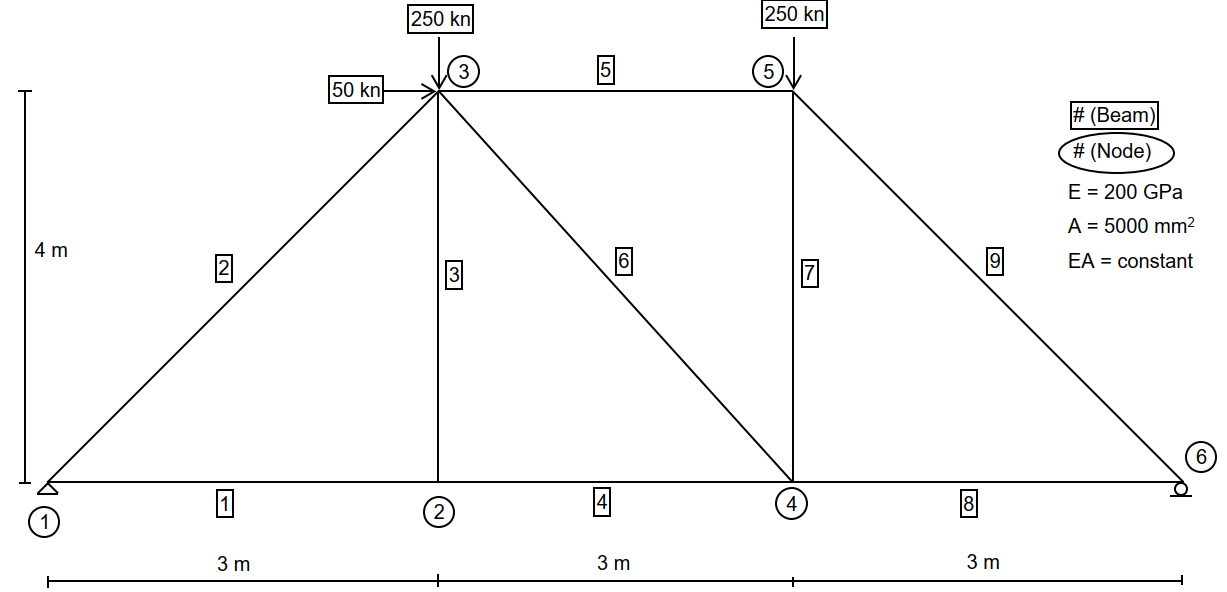 250 kn
250 kn
50 kn
3
5
5
# (Beam)
# (Node)
E = 200 GPa
A = 5000 mm²
EA = constant
4 m
2
3
6
7
9
6
1
1
2
4
4
8
3 m
3 m
3 m